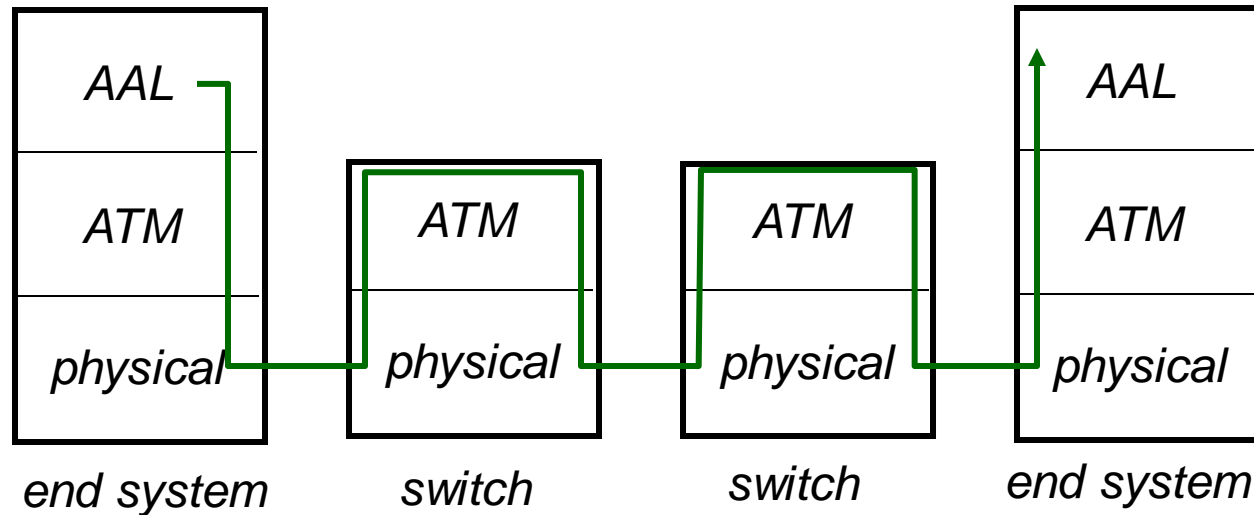 AAL
ATM
physical
end system
ATM
physical
switch
ATM
physical
switch
AAL
ATM
physical
end system